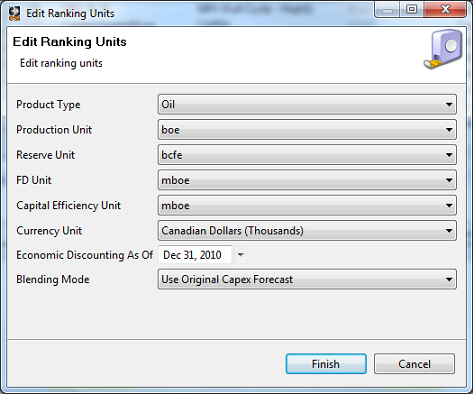 Edit Ranking Units
Edit Ranking Units
Edit ranking units
Product Type Oil
Production Unit boe
Reserve Unit bcfe
FD Unit mboe
Capital Efficiency Unit mboe
Currency Unit Canadian Dollars (Thousands)
Economic Discounting As Of Dec 31, 2010
Blending Mode Use Original Capex Forecast
Finish Cancel